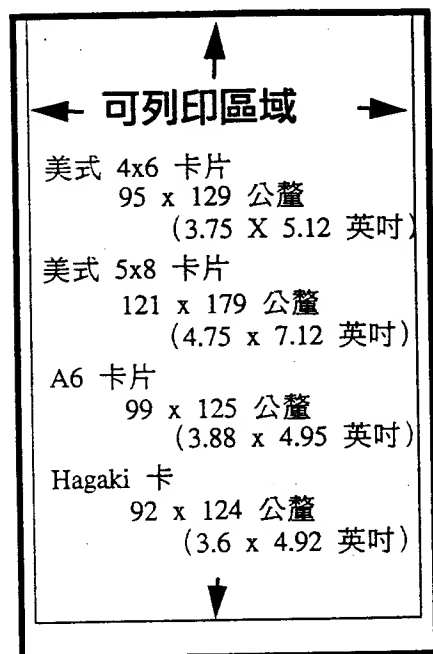 可列印區域
美式 4x6 卡片
95 x 129 公釐
(3.75 X 5.12 英吋)
美式 5x8 卡片
121 x 179 公釐
(4.75 x 7.12 英吋)
A6 卡片
99 x 125 公釐
(3.88 x 4.95 英吋)
Hagaki 卡
92 x 124 公釐
(3.6 x 4.92 英吋)